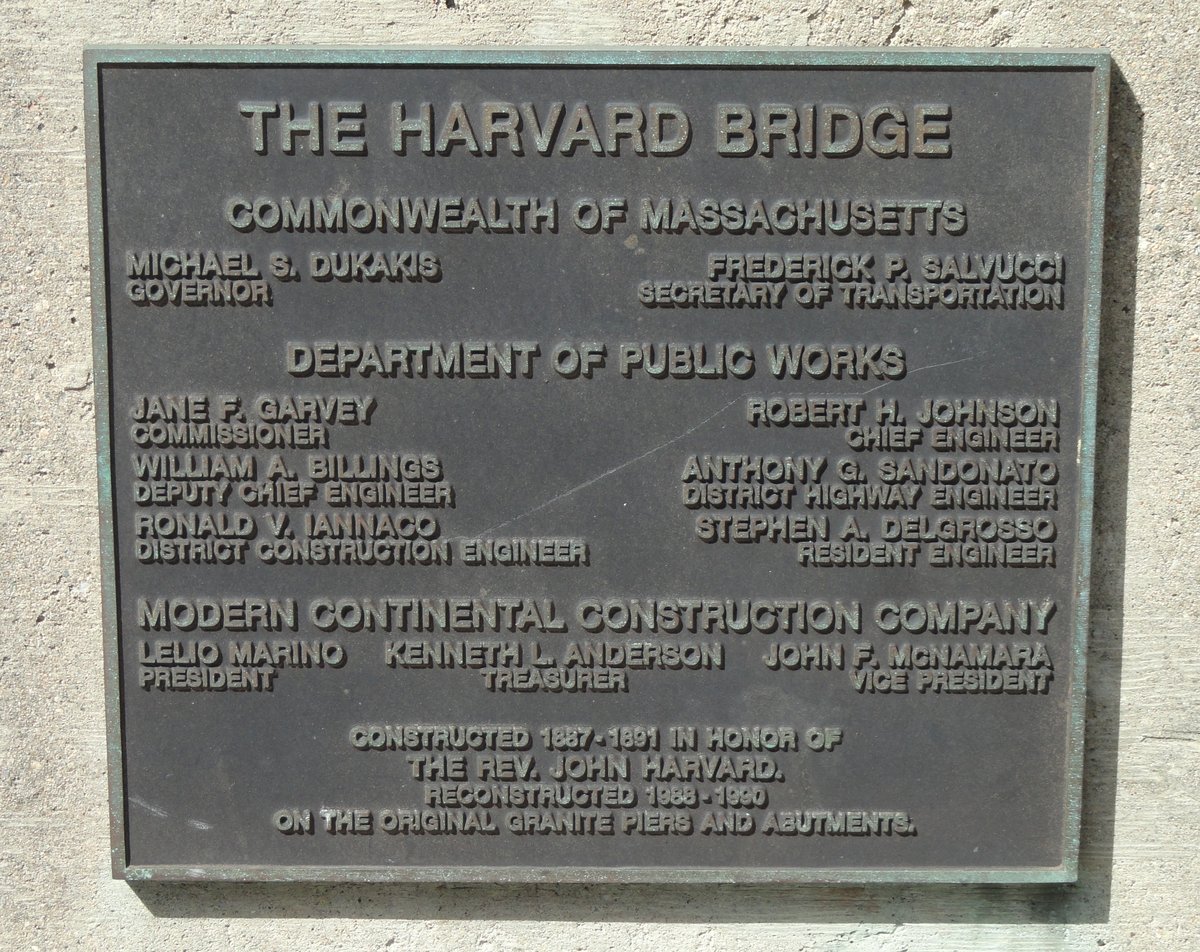 THE HARVARD BRIDGE
COMMONWEALTH OF MASSACHUSETTS
MICHAEL S. DUKAKIS FREDERICK P. SALVUCCI
GOVERNOR SECRETARY OF TRANSPORTATION
DEPARTMENT OF PUBLIC WORKS
JANE F. GARVEY ROBERT H. JOHNSON
COMMISSIONER CHIEF ENGINEER
WILLIAM A. BILLINGS ANTHONY G. SANDONATO
DEPUTY CHIEF ENGINEER DISTRICT HIGHWAY ENGINEER
RONALD V. IANNACO STEPHEN A. DELGROSSO
DISTRICT CONSTRUCTION ENGINEER RESIDENT ENGINEER
MODERN CONTINENTAL CONSTRUCTION COMPANY
LELIO MARINO KENNETH L. ANDERSON JOHN F. MCNAMARA
PRESIDENT TREASURER VICE PRESIDENT
CONSTRUCTED 1887-1891 IN HONOR OF
THE REV. JOHN HARVARD.
RECONSTRUCTED 1988-1990
ON THE ORIGINAL GRANITE PIERS AND ABUTMENTS.